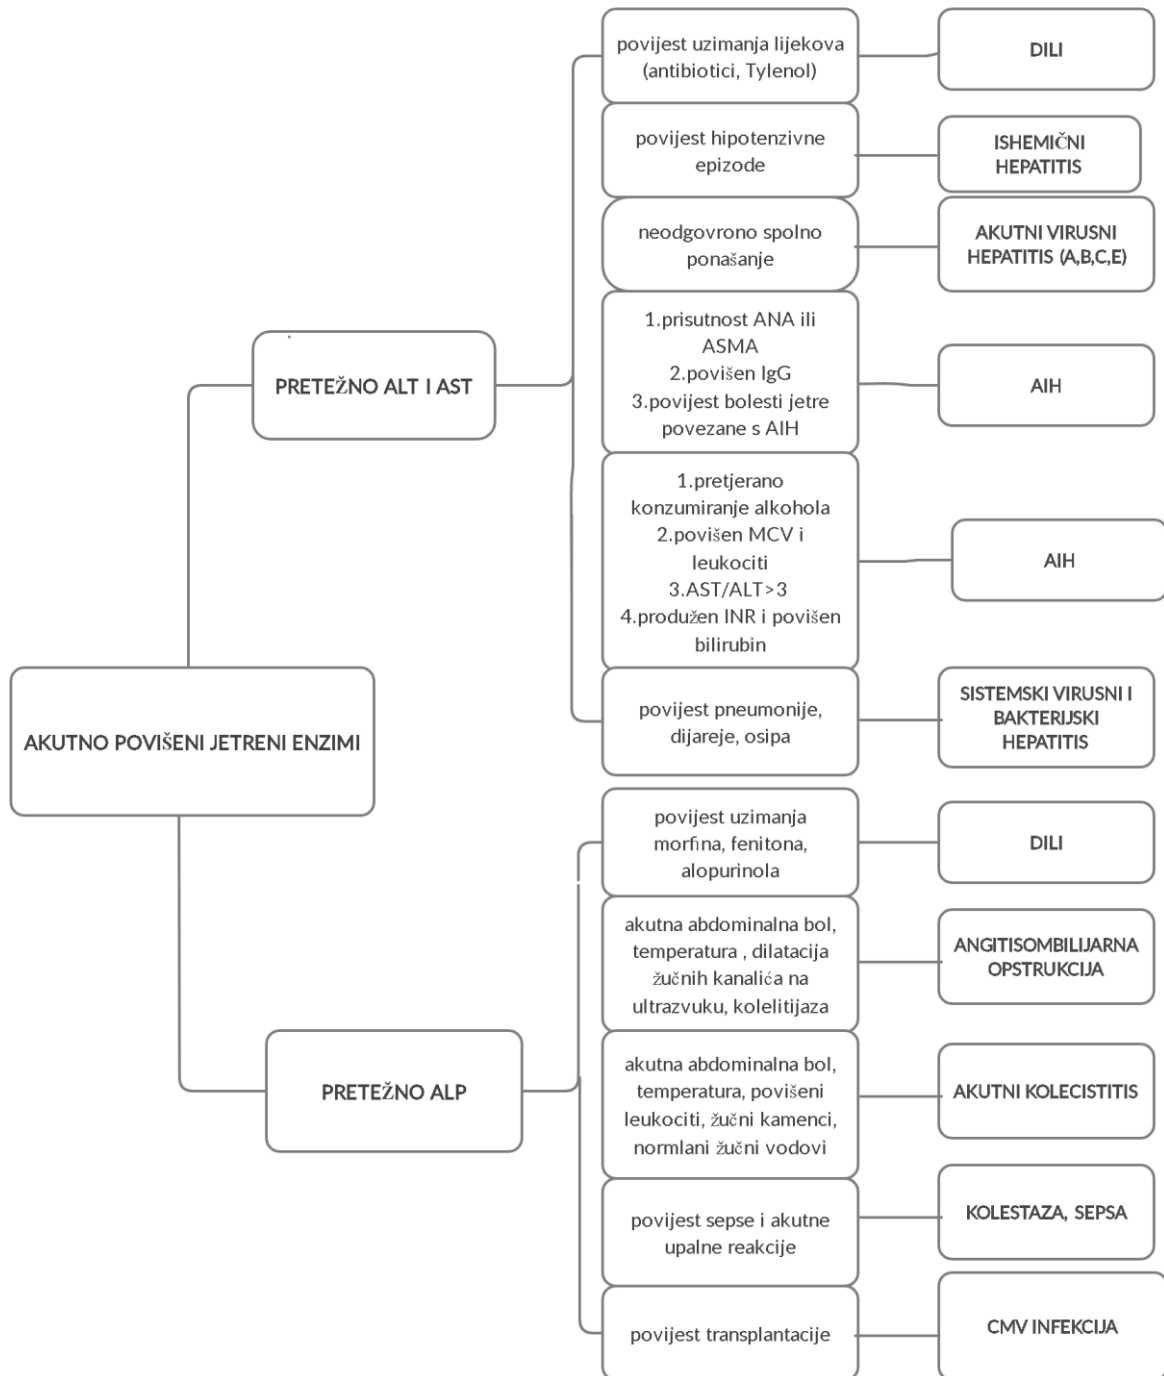 povijest uzimanja lijekova
(antibiotici, Tylenol)
DILI
povijest hipotenzivne
epizode
ISHEMIČNI
HEPATITIS
neodgovrono spolno
ponašanje
AKUTNI VIRUSNI
HEPATITIS (A,B,C,E)
PRETEŽNO ALT I AST
1.prisutnost ANA ili
ASMA
2.povišen IgG
3.povijest bolesti jetre
povezane s AIH
AIH
1.pretjerano
konzumiranje alkohola
2.povišen MCV i
leukociti
3.AST/ALT>3
4.produžen INR i povišen
bilirubin
AIH
AKUTNO POVIŠENI JETRENI ENZIMI
povijest pneumonije,
dijareje, osipa
SISTEMSKI VIRUSNI I
BAKTERIJSKI
HEPATITIS
povijest uzimanja
morfina, fenitona,
alopurinola
DILI
akutna abdominalna bol,
temperatura , dilatacija
žučnih kanalića na
ultrazvuku, kolelitijaza
ANGITISOMBILIJARNA
OPSTRUKCIJA
PRETEŽNO ALP
akutna abdominalna bol,
temperatura, povišeni
leukociti, žučni kamenci,
normlani žučni vodovi
AKUTNI KOLECISTITIS
povijest sepse i akutne
upalne reakcije
KOLESTAZA, SEPSA
povijest transplantacije
CMV INFEKCIJA